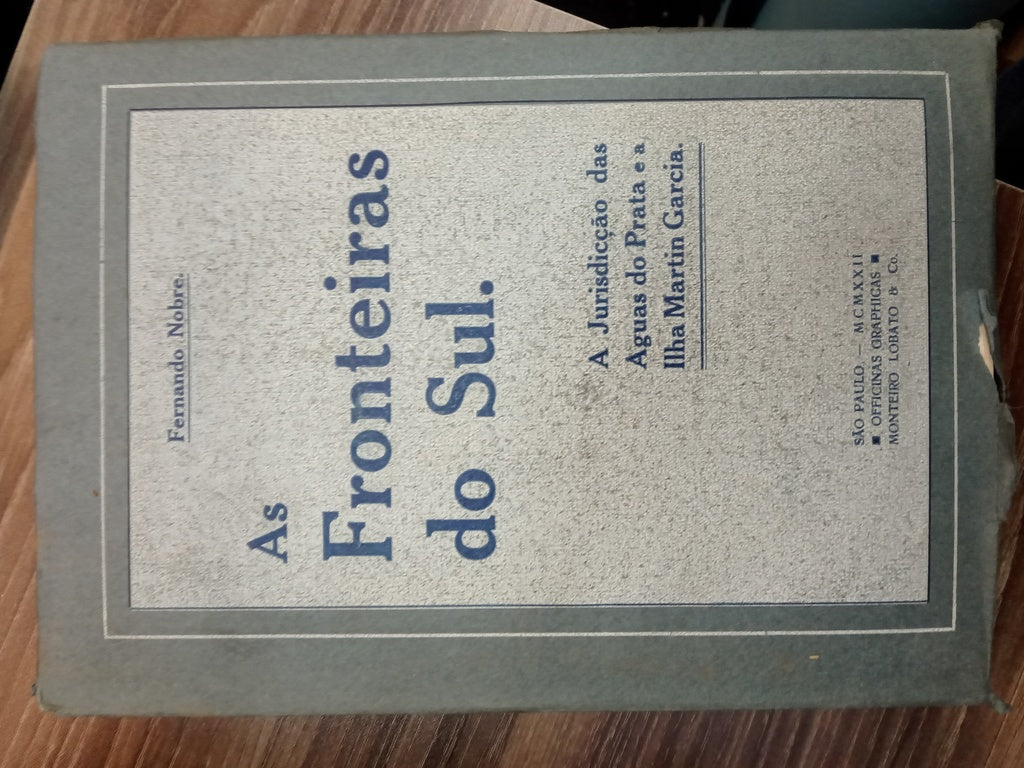 Fernando Nobre.
As
Fronteiras
do Sul.
A Jurisdicção das
Aguas do Prata e a
Ilha Martin Garcia.
SÃO PAULO. — MCMXXII
■ OFFICINAS GRAPHICAS ■
MONTEIRO LOBATO & Co.